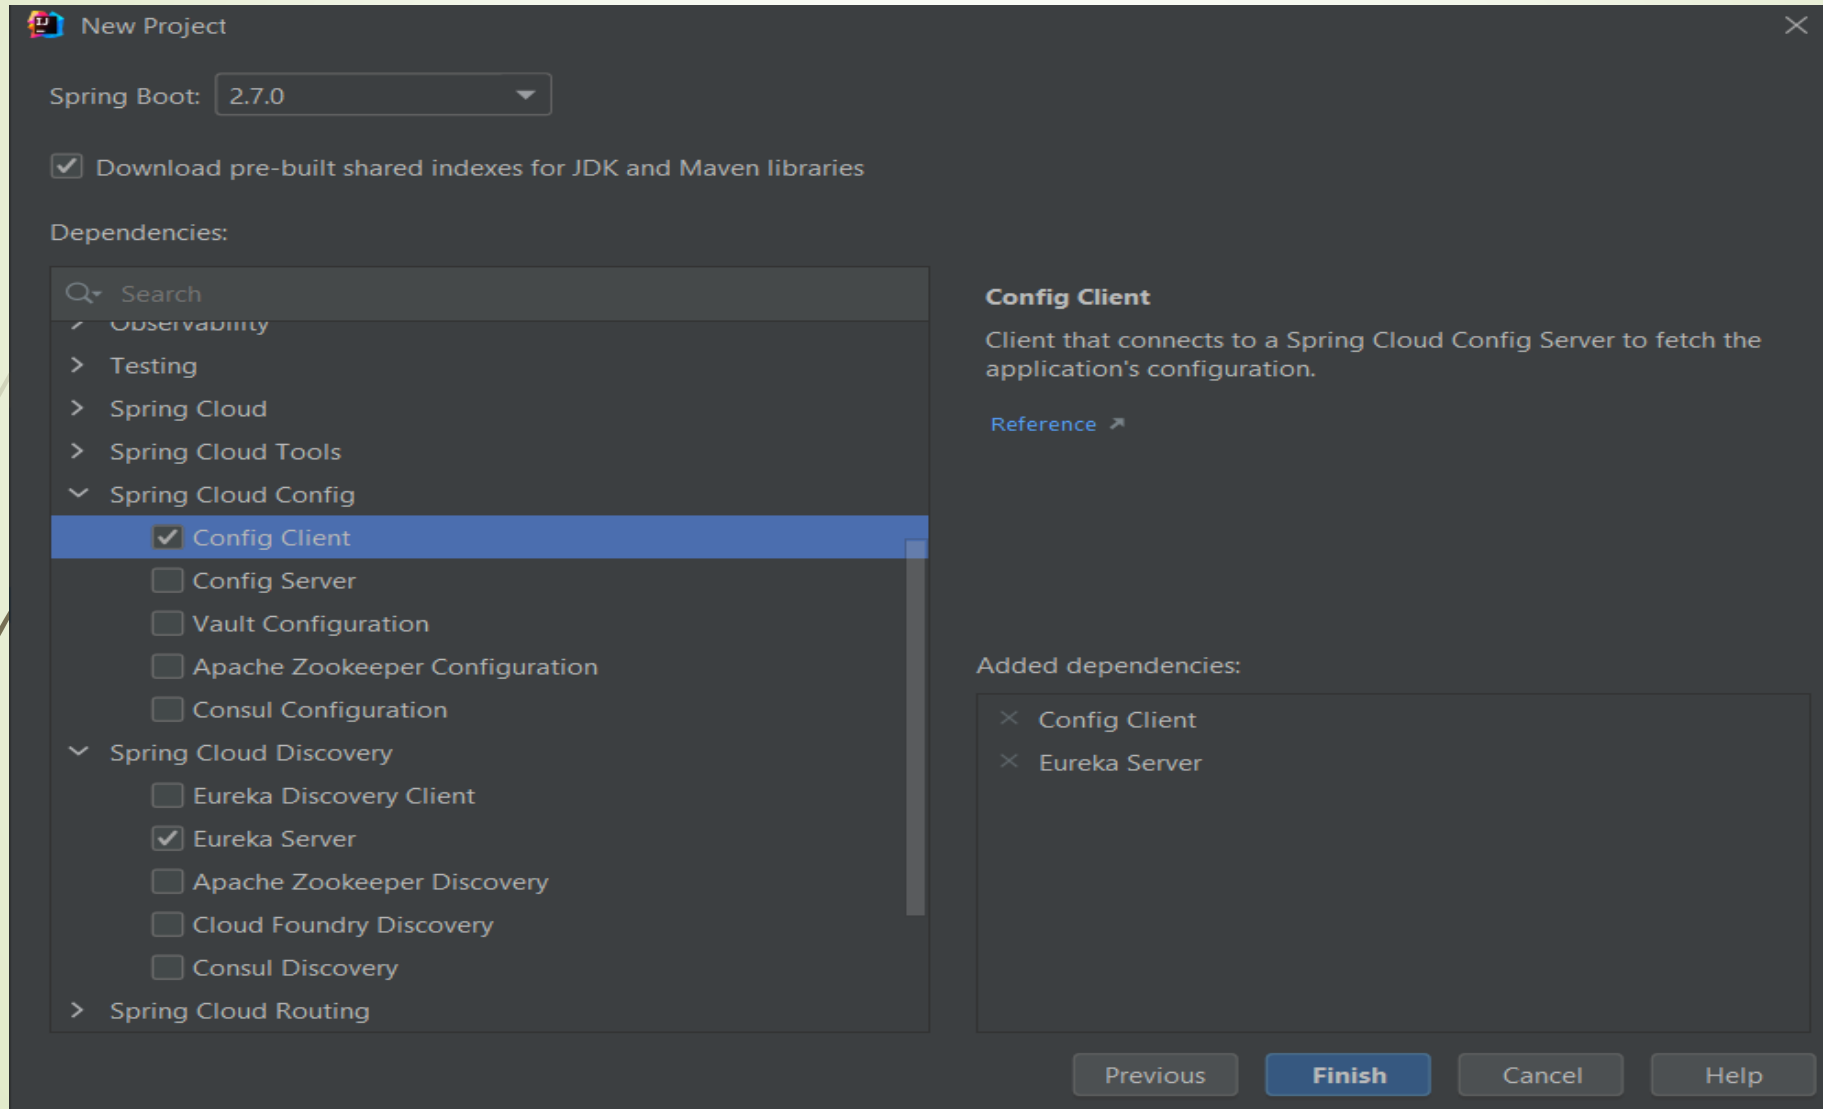 New Project
Spring Boot: 2.7.0
Download pre-built shared indexes for JDK and Maven libraries
Dependencies:
Search
Observability
Testing
Spring Cloud
Spring Cloud Tools
Spring Cloud Config
Config Client
Config Server
Vault Configuration
Apache Zookeeper Configuration
Consul Configuration
Spring Cloud Discovery
Eureka Discovery Client
Eureka Server
Apache Zookeeper Discovery
Cloud Foundry Discovery
Consul Discovery
Spring Cloud Routing
Config Client
Client that connects to a Spring Cloud Config Server to fetch the
application's configuration.
Reference
Added dependencies:
Config Client
Eureka Server
Previous Finish Cancel Help